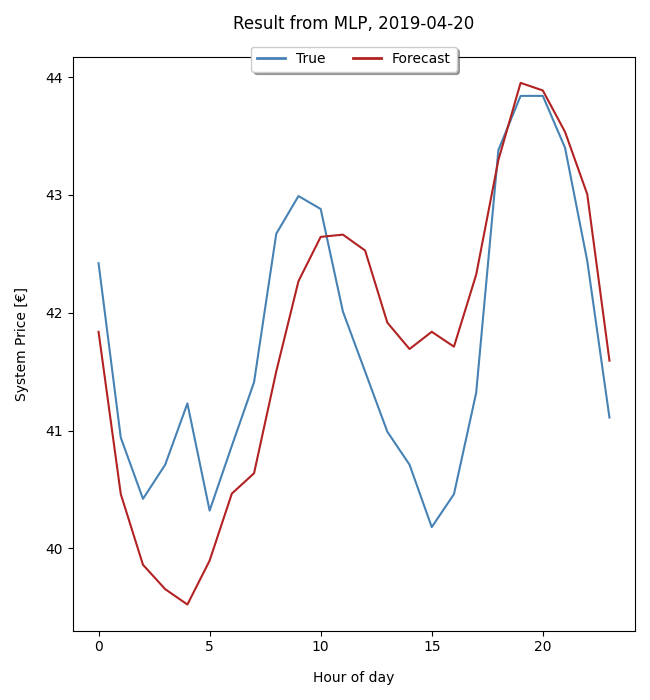 Result from MLP, 2019-04-20
True Forecast
44
43
42
41
40
System Price [€]
0 5 10 15 20
Hour of day